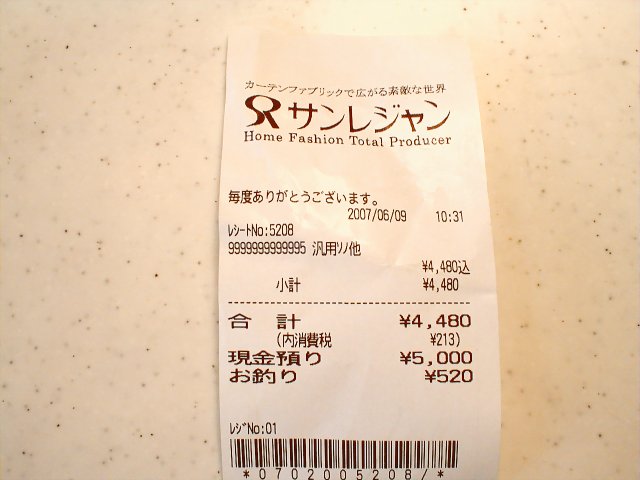 カーテンファブリックで広がる素敵な世界
サンレジャン
Home Fashion Total Producer
毎度ありがとうございます。
2007/06/09 10:31
ﾚｼｰﾄNo:5208
9999999999995 汎用ｿﾉ他
¥4,480込
小計 ¥4,480
合 計 ¥4,480
(内消費税 ¥213)
現金預り ¥5,000
お釣り ¥520
ﾚｼﾞNo:01
*0702005208/*